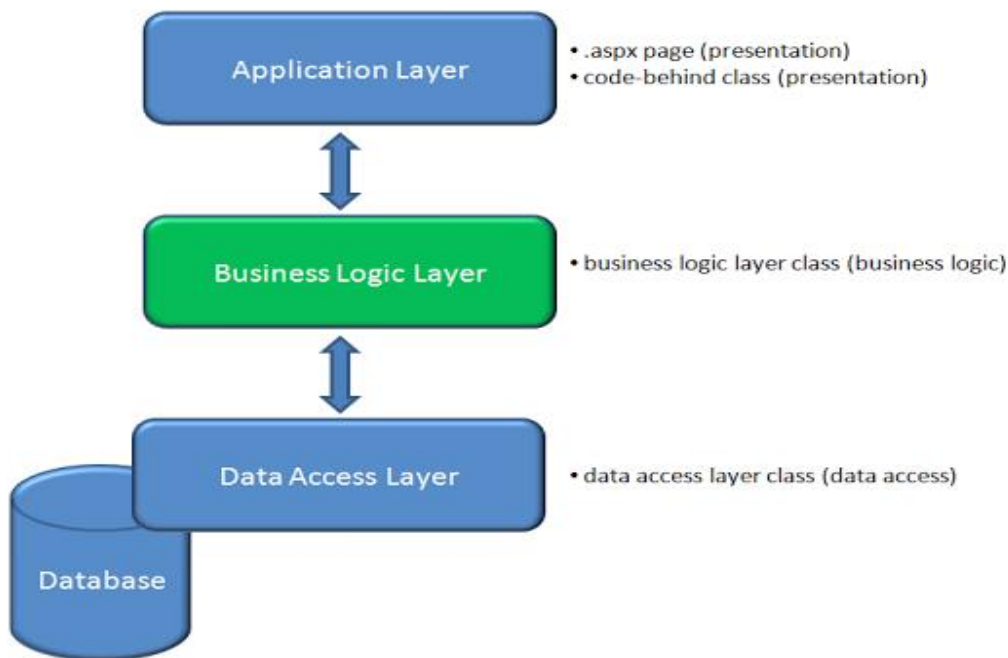 Application Layer
• .aspx page (presentation)
• code-behind class (presentation)
Business Logic Layer
• business logic layer class (business logic)
Data Access Layer
• data access layer class (data access)
Database